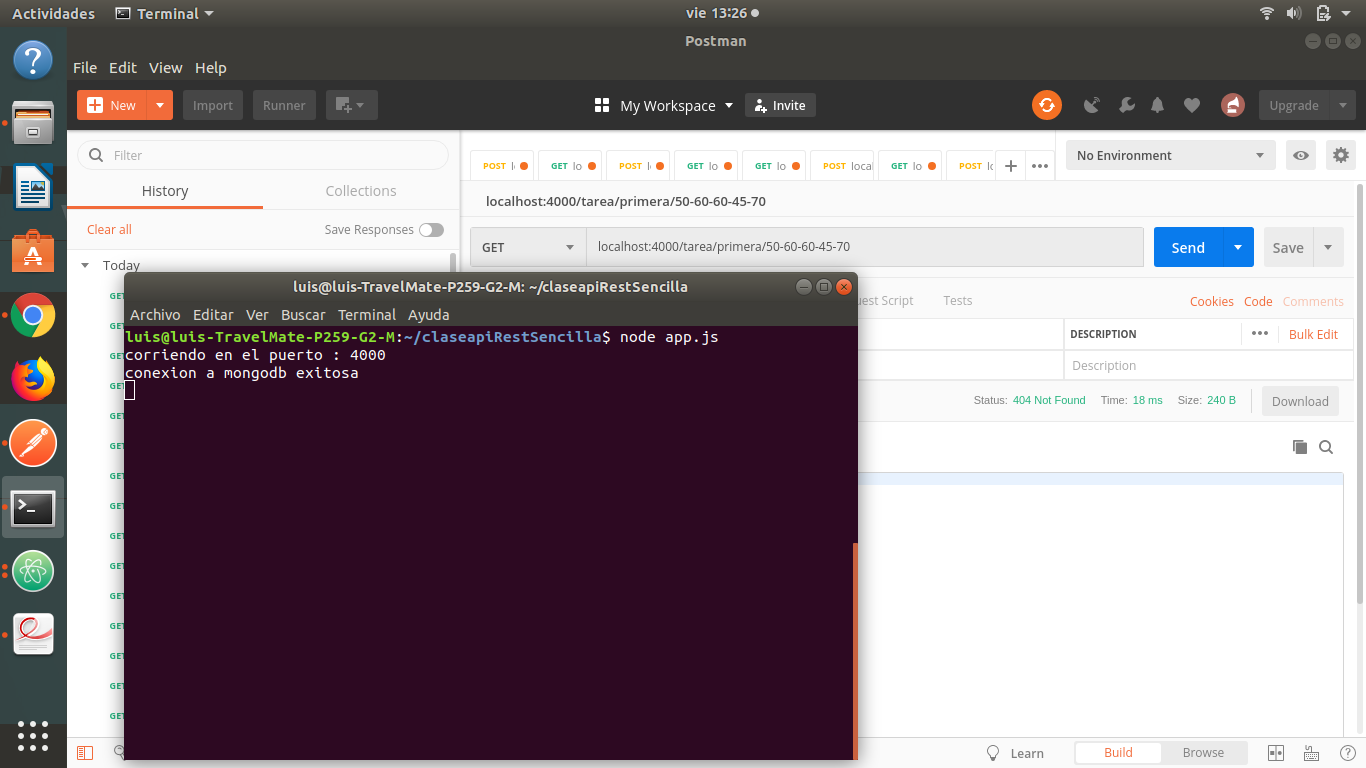 Actividades Terminal vie 13:26
Postman
File Edit View Help
New Import Runner My Workspace Invite Upgrade
Filter
History Collections
Clear all Save Responses
Today
POST GET lo POST GET lo GET lo POST local GET lo POST
No Environment
localhost:4000/tarea/primera/50-60-60-45-70
GET localhost:4000/tarea/primera/50-60-60-45-70 Send Save
Script Tests Cookies Code Comments
DESCRIPTION Bulk Edit
Description
Status: 404 Not Found Time: 18 ms Size: 240 B Download
luis@luis-TravelMate-P259-G2-M: ~/claseapiRestSencilla
Archivo Editar Ver Buscar Terminal Ayuda
luis@luis-TravelMate-P259-G2-M:~/claseapiRestSencilla$ node app.js
corriendo en el puerto : 4000
conexion a mongodb exitosa
Learn Build Browse